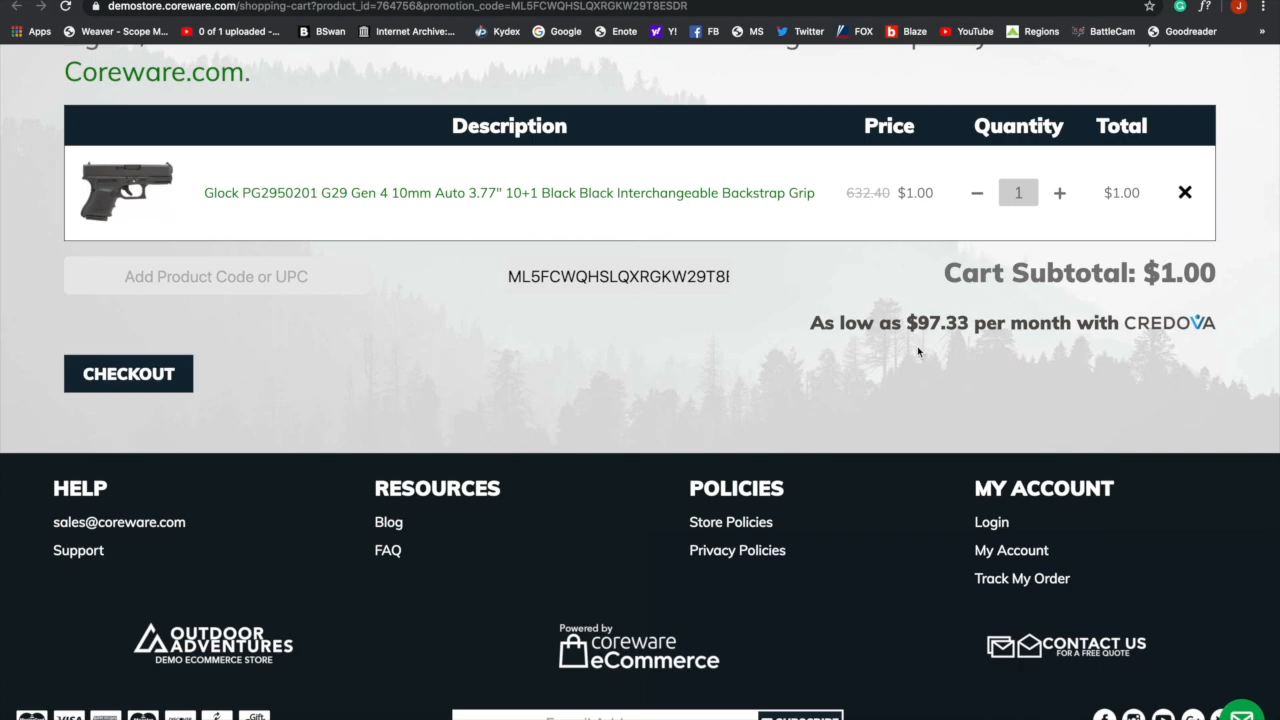 demostore.coreware.com/shopping-cart?product_id=764756&promotion_code=ML5FCWQHSLQXRGKW29T8ESDR
Apps Weaver - Scope M... 0 of 1 uploaded -... BSwan Internet Archive:... Kydex Google Enote Y! FB MS Twitter FOX Blaze YouTube Regions BattleCam Goodreader »
Coreware.com.
Description Price Quantity Total
Glock PG2950201 G29 Gen 4 10mm Auto 3.77" 10+1 Black Black Interchangeable Backstrap Grip 632.40 $1.00 − 1 + $1.00
Add Product Code or UPC ML5FCWQHSLQXRGKW29T8 Cart Subtotal: $1.00
As low as $97.33 per month with CREDOVA
CHECKOUT
HELP RESOURCES POLICIES MY ACCOUNT
sales@coreware.com Blog Store Policies Login
Support FAQ Privacy Policies My Account
Track My Order
OUTDOOR ADVENTURES
DEMO ECOMMERCE STORE
Powered by
coreware
eCommerce
CONTACT US
FOR A FREE QUOTE